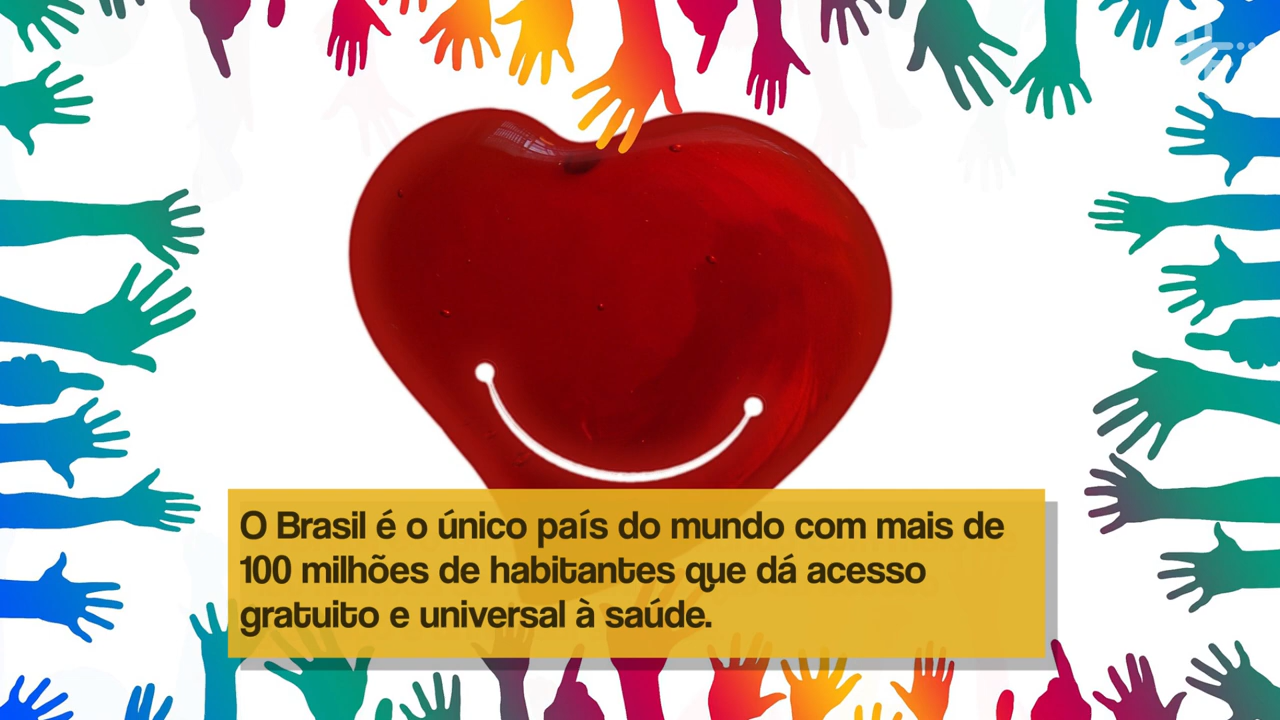 O Brasil é o único país do mundo com mais de
100 milhões de habitantes que dá acesso
gratuito e universal à saúde.